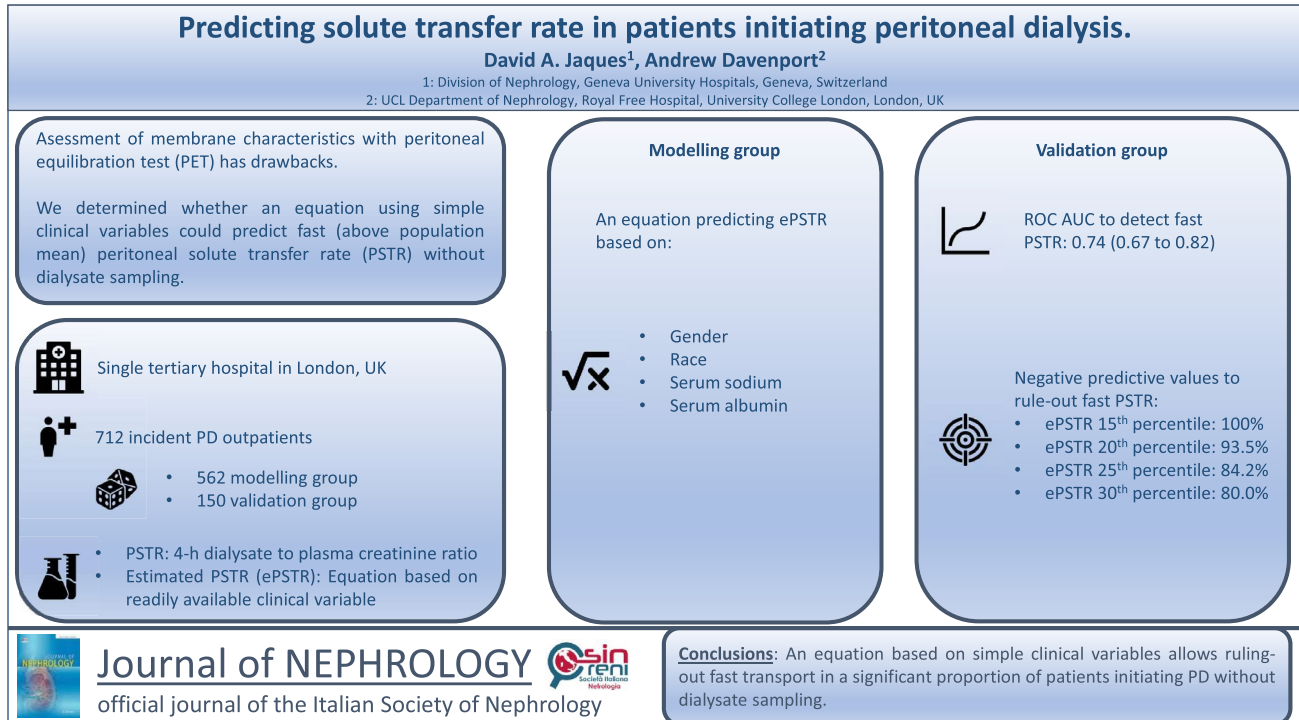 Predicting solute transfer rate in patients initiating peritoneal dialysis.
David A. Jaques1, Andrew Davenport2
1: Division of Nephrology, Geneva University Hospitals, Geneva, Switzerland
2: UCL Department of Nephrology, Royal Free Hospital, University College London, London, UK
Asessment of membrane characteristics with peritoneal
equilibration test (PET) has drawbacks.
We determined whether an equation using simple
clinical variables could predict fast (above population
mean) peritoneal solute transfer rate (PSTR) without
dialysate sampling.
Single tertiary hospital in London, UK
712 incident PD outpatients
• 562 modelling group
• 150 validation group
• PSTR: 4-h dialysate to plasma creatinine ratio
• Estimated PSTR (ePSTR): Equation based on
readily available clinical variable
Modelling group
An equation predicting ePSTR
based on:
√x
• Gender
• Race
• Serum sodium
• Serum albumin
Validation group
ROC AUC to detect fast
PSTR: 0.74 (0.67 to 0.82)
Negative predictive values to
rule-out fast PSTR:
• ePSTR 15th percentile: 100%
• ePSTR 20th percentile: 93.5%
• ePSTR 25th percentile: 84.2%
• ePSTR 30th percentile: 80.0%
JOURNAL OF
NEPHROLOGY
Journal of NEPHROLOGY
official journal of the Italian Society of Nephrology
sin
reni
Società Italiana
Nefrologia
Conclusions: An equation based on simple clinical variables allows ruling-
out fast transport in a significant proportion of patients initiating PD without
dialysate sampling.